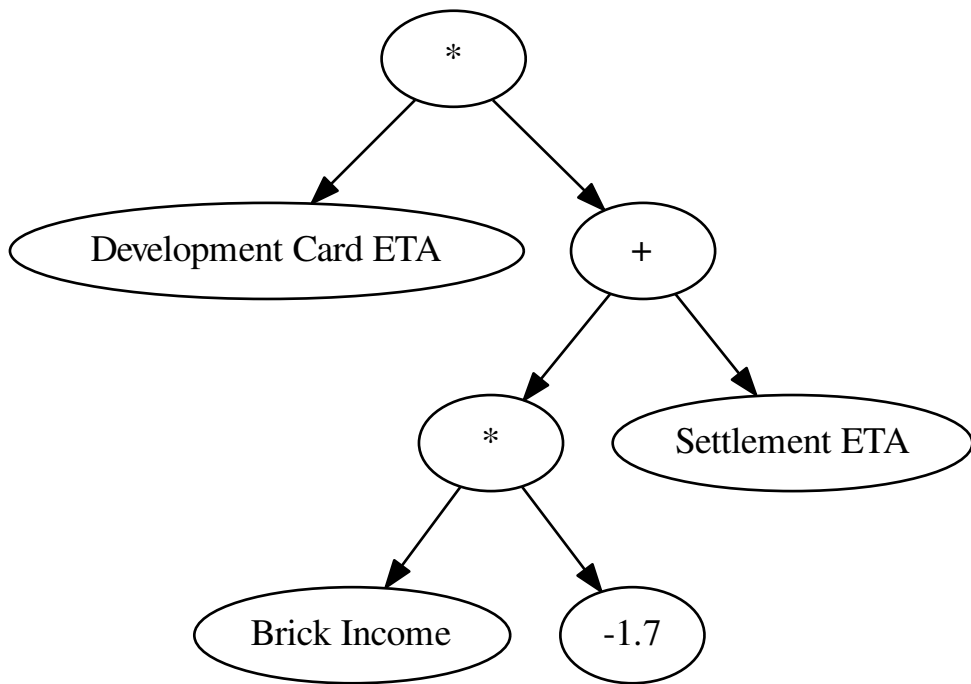 *
Development Card ETA
+
*
Settlement ETA
Brick Income
-1.7